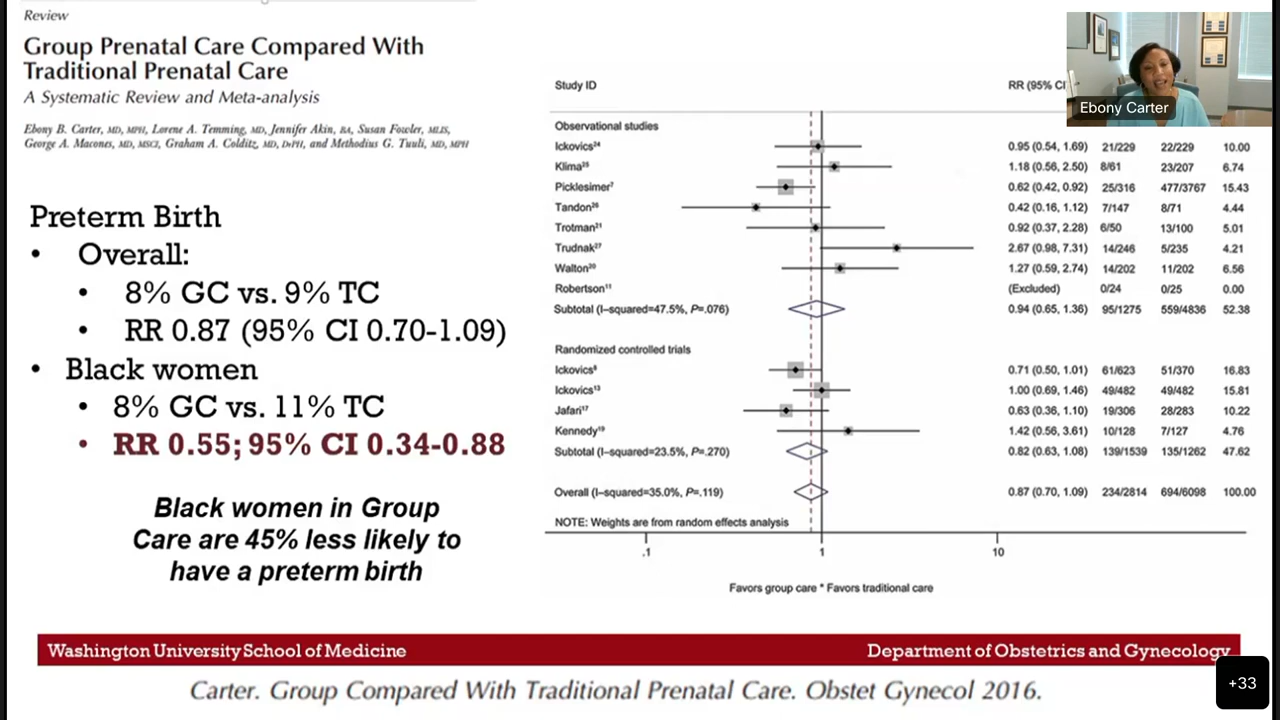 Review
Group Prenatal Care Compared With
Traditional Prenatal Care
A Systematic Review and Meta-analysis
Ebony B. Carter, MD, MPH, Lorene A. Temming, MD, Jennifer Akin, BA, Susan Fowler, MLIS,
George A. Macones, MD, MSCI, Graham A. Colditz, MD, DrPH, and Methodius G. Tuuli, MD, MPH
Preterm Birth
• Overall:
• 8% GC vs. 9% TC
• RR 0.87 (95% CI 0.70-1.09)
• Black women
• 8% GC vs. 11% TC
• RR 0.55; 95% CI 0.34-0.88
Black women in Group
Care are 45% less likely to
have a preterm birth
Study ID RR (95% CI
Observational studies
Ickovics²⁴ 0.95 (0.54, 1.69) 21/229 22/229 10.00
Klima²⁵ 1.18 (0.56, 2.50) 8/61 23/207 6.74
Picklesimer⁷ 0.62 (0.42, 0.92) 25/316 477/3767 15.43
Tandon²⁶ 0.42 (0.16, 1.12) 7/147 8/71 4.44
Trotman²¹ 0.92 (0.37, 2.28) 6/50 13/100 5.01
Trudnak²⁷ 2.67 (0.98, 7.31) 14/246 5/235 4.21
Walton²⁰ 1.27 (0.59, 2.74) 14/202 11/202 6.56
Robertson¹¹ (Excluded) 0/24 0/25 0.00
Subtotal (I–squared=47.5%, P=.076) 0.94 (0.65, 1.36) 95/1275 559/4836 52.38
Randomized controlled trials
Ickovics⁸ 0.71 (0.50, 1.01) 61/623 51/370 16.83
Ickovics¹³ 1.00 (0.69, 1.46) 49/482 49/482 15.81
Jafari¹⁷ 0.63 (0.36, 1.10) 19/306 28/283 10.22
Kennedy¹⁹ 1.42 (0.56, 3.61) 10/128 7/127 4.76
Subtotal (I–squared=23.5%, P=.270) 0.82 (0.63, 1.08) 139/1539 135/1262 47.62
Overall (I–squared=35.0%, P=.119) 0.87 (0.70, 1.09) 234/2814 694/6098 100.00
NOTE: Weights are from random effects analysis
.1 1 10
Favors group care * Favors traditional care
Ebony Carter
Washington University School of Medicine Department of Obstetrics and Gynecology
Carter. Group Compared With Traditional Prenatal Care. Obstet Gynecol 2016.
+33